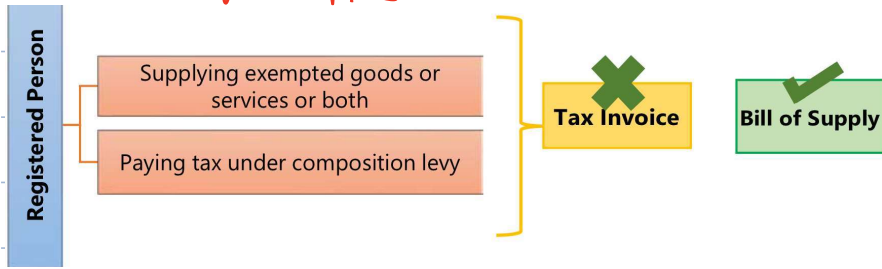 Registered Person
Supplying exempted goods or
services or both
Paying tax under composition levy
Tax Invoice
Bill of Supply